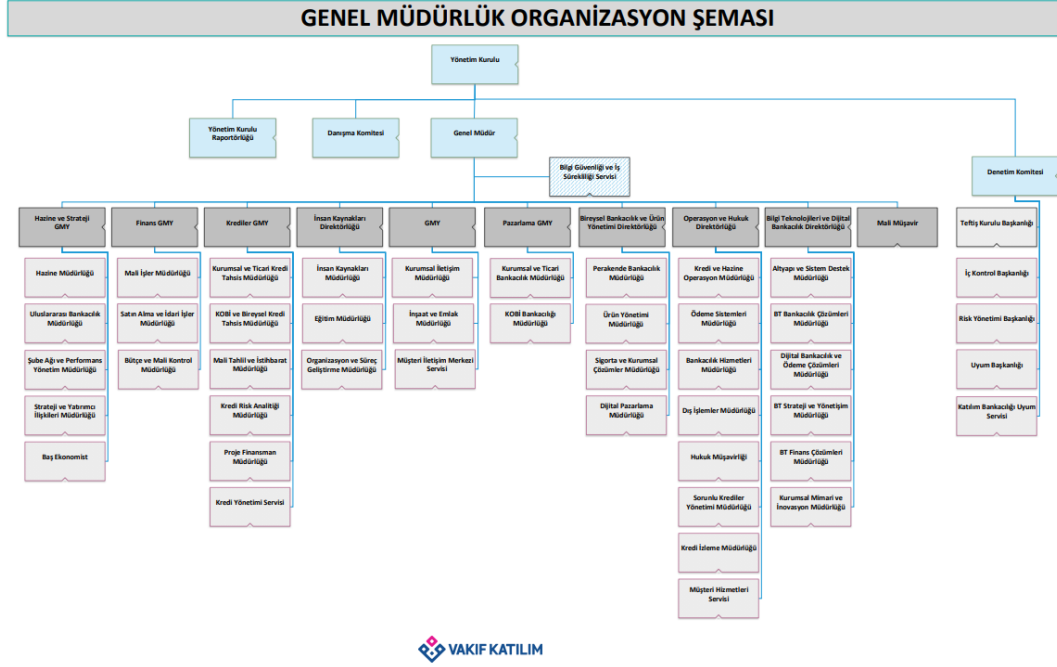 GENEL MÜDÜRLÜK ORGANİZASYON ŞEMASI
Yönetim Kurulu
Yönetim Kurulu
Raportörlüğü
Danışma Komitesi
Genel Müdür
Bilgi Güvenliği ve İş
Sürekliliği Servisi
Denetim Komitesi
Hazine ve Strateji
GMY
Hazine Müdürlüğü
Uluslararası Bankacılık
Müdürlüğü
Şube Ağı ve Performans
Yönetim Müdürlüğü
Strateji ve Yatırımcı
İlişkileri Müdürlüğü
Baş Ekonomist
Finans GMY
Mali İşler Müdürlüğü
Satın Alma ve İdari İşler
Müdürlüğü
Bütçe ve Mali Kontrol
Müdürlüğü
Krediler GMY
Kurumsal ve Ticari Kredi
Tahsis Müdürlüğü
KOBİ ve Bireysel Kredi
Tahsis Müdürlüğü
Mali Tahlil ve İstihbarat
Müdürlüğü
Kredi Risk Analitiği
Müdürlüğü
Proje Finansman
Müdürlüğü
Kredi Yönetimi Servisi
İnsan Kaynakları
Direktörlüğü
İnsan Kaynakları
Müdürlüğü
Eğitim Müdürlüğü
Organizasyon ve Süreç
Geliştirme Müdürlüğü
GMY
Kurumsal İletişim
Müdürlüğü
İnşaat ve Emlak
Müdürlüğü
Müşteri İletişim Merkezi
Servisi
Pazarlama GMY
Kurumsal ve Ticari
Bankacılık Müdürlüğü
KOBİ Bankacılığı
Müdürlüğü
Bireysel Bankacılık ve Ürün
Yönetimi Direktörlüğü
Perakende Bankacılık
Müdürlüğü
Ürün Yönetimi
Müdürlüğü
Sigorta ve Kurumsal
Çözümler Müdürlüğü
Dijital Pazarlama
Müdürlüğü
Operasyon ve Hukuk
Direktörlüğü
Kredi ve Hazine
Operasyon Müdürlüğü
Ödeme Sistemleri
Müdürlüğü
Bankacılık Hizmetleri
Müdürlüğü
Dış İşlemler Müdürlüğü
Hukuk Müşavirliği
Sorunlu Krediler
Yönetimi Müdürlüğü
Kredi İzleme Müdürlüğü
Müşteri Hizmetleri
Servisi
Bilgi Teknolojileri ve Dijital
Bankacılık Direktörlüğü
Altyapı ve Sistem Destek
Müdürlüğü
BT Bankacılık Çözümleri
Müdürlüğü
Dijital Bankacılık ve
Ödeme Çözümleri
Müdürlüğü
BT Strateji ve Yönetişim
Müdürlüğü
BT Finans Çözümleri
Müdürlüğü
Kurumsal Mimari ve
İnovasyon Müdürlüğü
Mali Müşavir
Teftiş Kurulu Başkanlığı
İç Kontrol Başkanlığı
Risk Yönetimi Başkanlığı
Uyum Başkanlığı
Katılım Bankacılığı Uyum
Servisi
VAKIF KATILIM